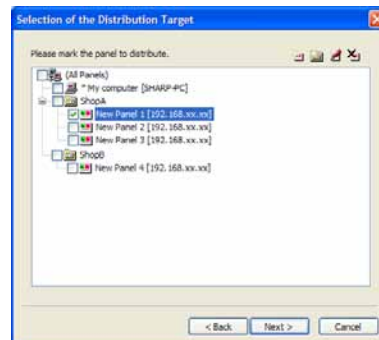 Selection of the Distribution Target
Please mark the panel to distribute.
(All Panels)
* My computer [SHARP-PC]
ShopA
New Panel 1 [192.168.xx.xx]
New Panel 2 [192.168.xx.xx]
New Panel 3 [192.168.xx.xx]
ShopB
New Panel 4 [192.168.xx.xx]
< Back
Next >
Cancel